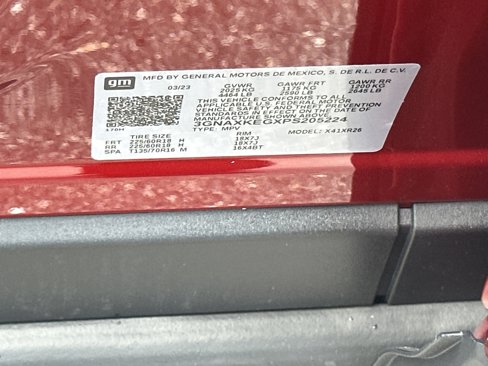 gm
MFD BY GENERAL MOTORS DE MEXICO, S. DE R.L. DE C.V.
03/23 GVWR GAWR FRT GAWR RR
2025 KG 1175 KG 1200 KG
4464 LB 2590 LB 2645 LB
THIS VEHICLE CONFORMS TO ALL
APPLICABLE U.S. FEDERAL MOTOR
VEHICLE SAFETY AND THEFT PREVENTION
STANDARDS IN EFFECT ON THE DATE OF
MANUFACTURE SHOWN ABOVE.
3GNAXKEGXPS205224
170H TYPE: MPV MODEL: X41XR26
TIRE SIZE RIM
FRT 225/60R18 H 18X7J
RR 225/60R18 H 18X7J
SPA T135/70R16 M 16X4BT